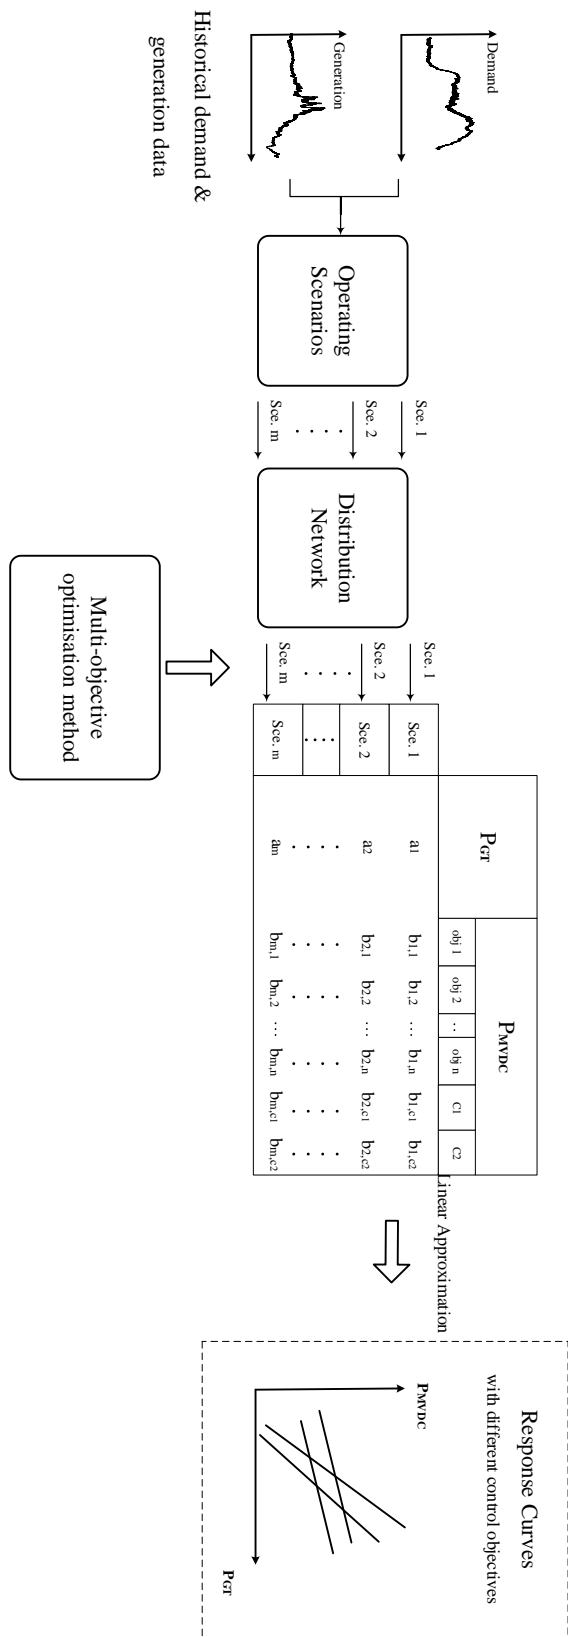 Demand
Generation
Historical demand &
generation data
Operating
Scenarios
Sce. 1
Sce. 2
. . . .
Sce. m
Distribution
Network
Sce. 1
Sce. 2
. . . .
Sce. m
Multi-objective
optimisation method
PGT PMVDC
obj 1 obj 2 .. obj n C1 C2
Sce. 1 a1 b1,1 b1,2 ... b1,n b1,c1 b1,c2
Sce. 2 a2 b2,1 b2,2 ... b2,n b2,c1 b2,c2
.... . . . . . . . . . . . . . . . . . . . . . . . .
Sce. m am bm,1 bm,2 ... bm,n bm,c1 bm,c2
Linear Approximation
Response Curves
with different control objectives
PMVDC
PGT